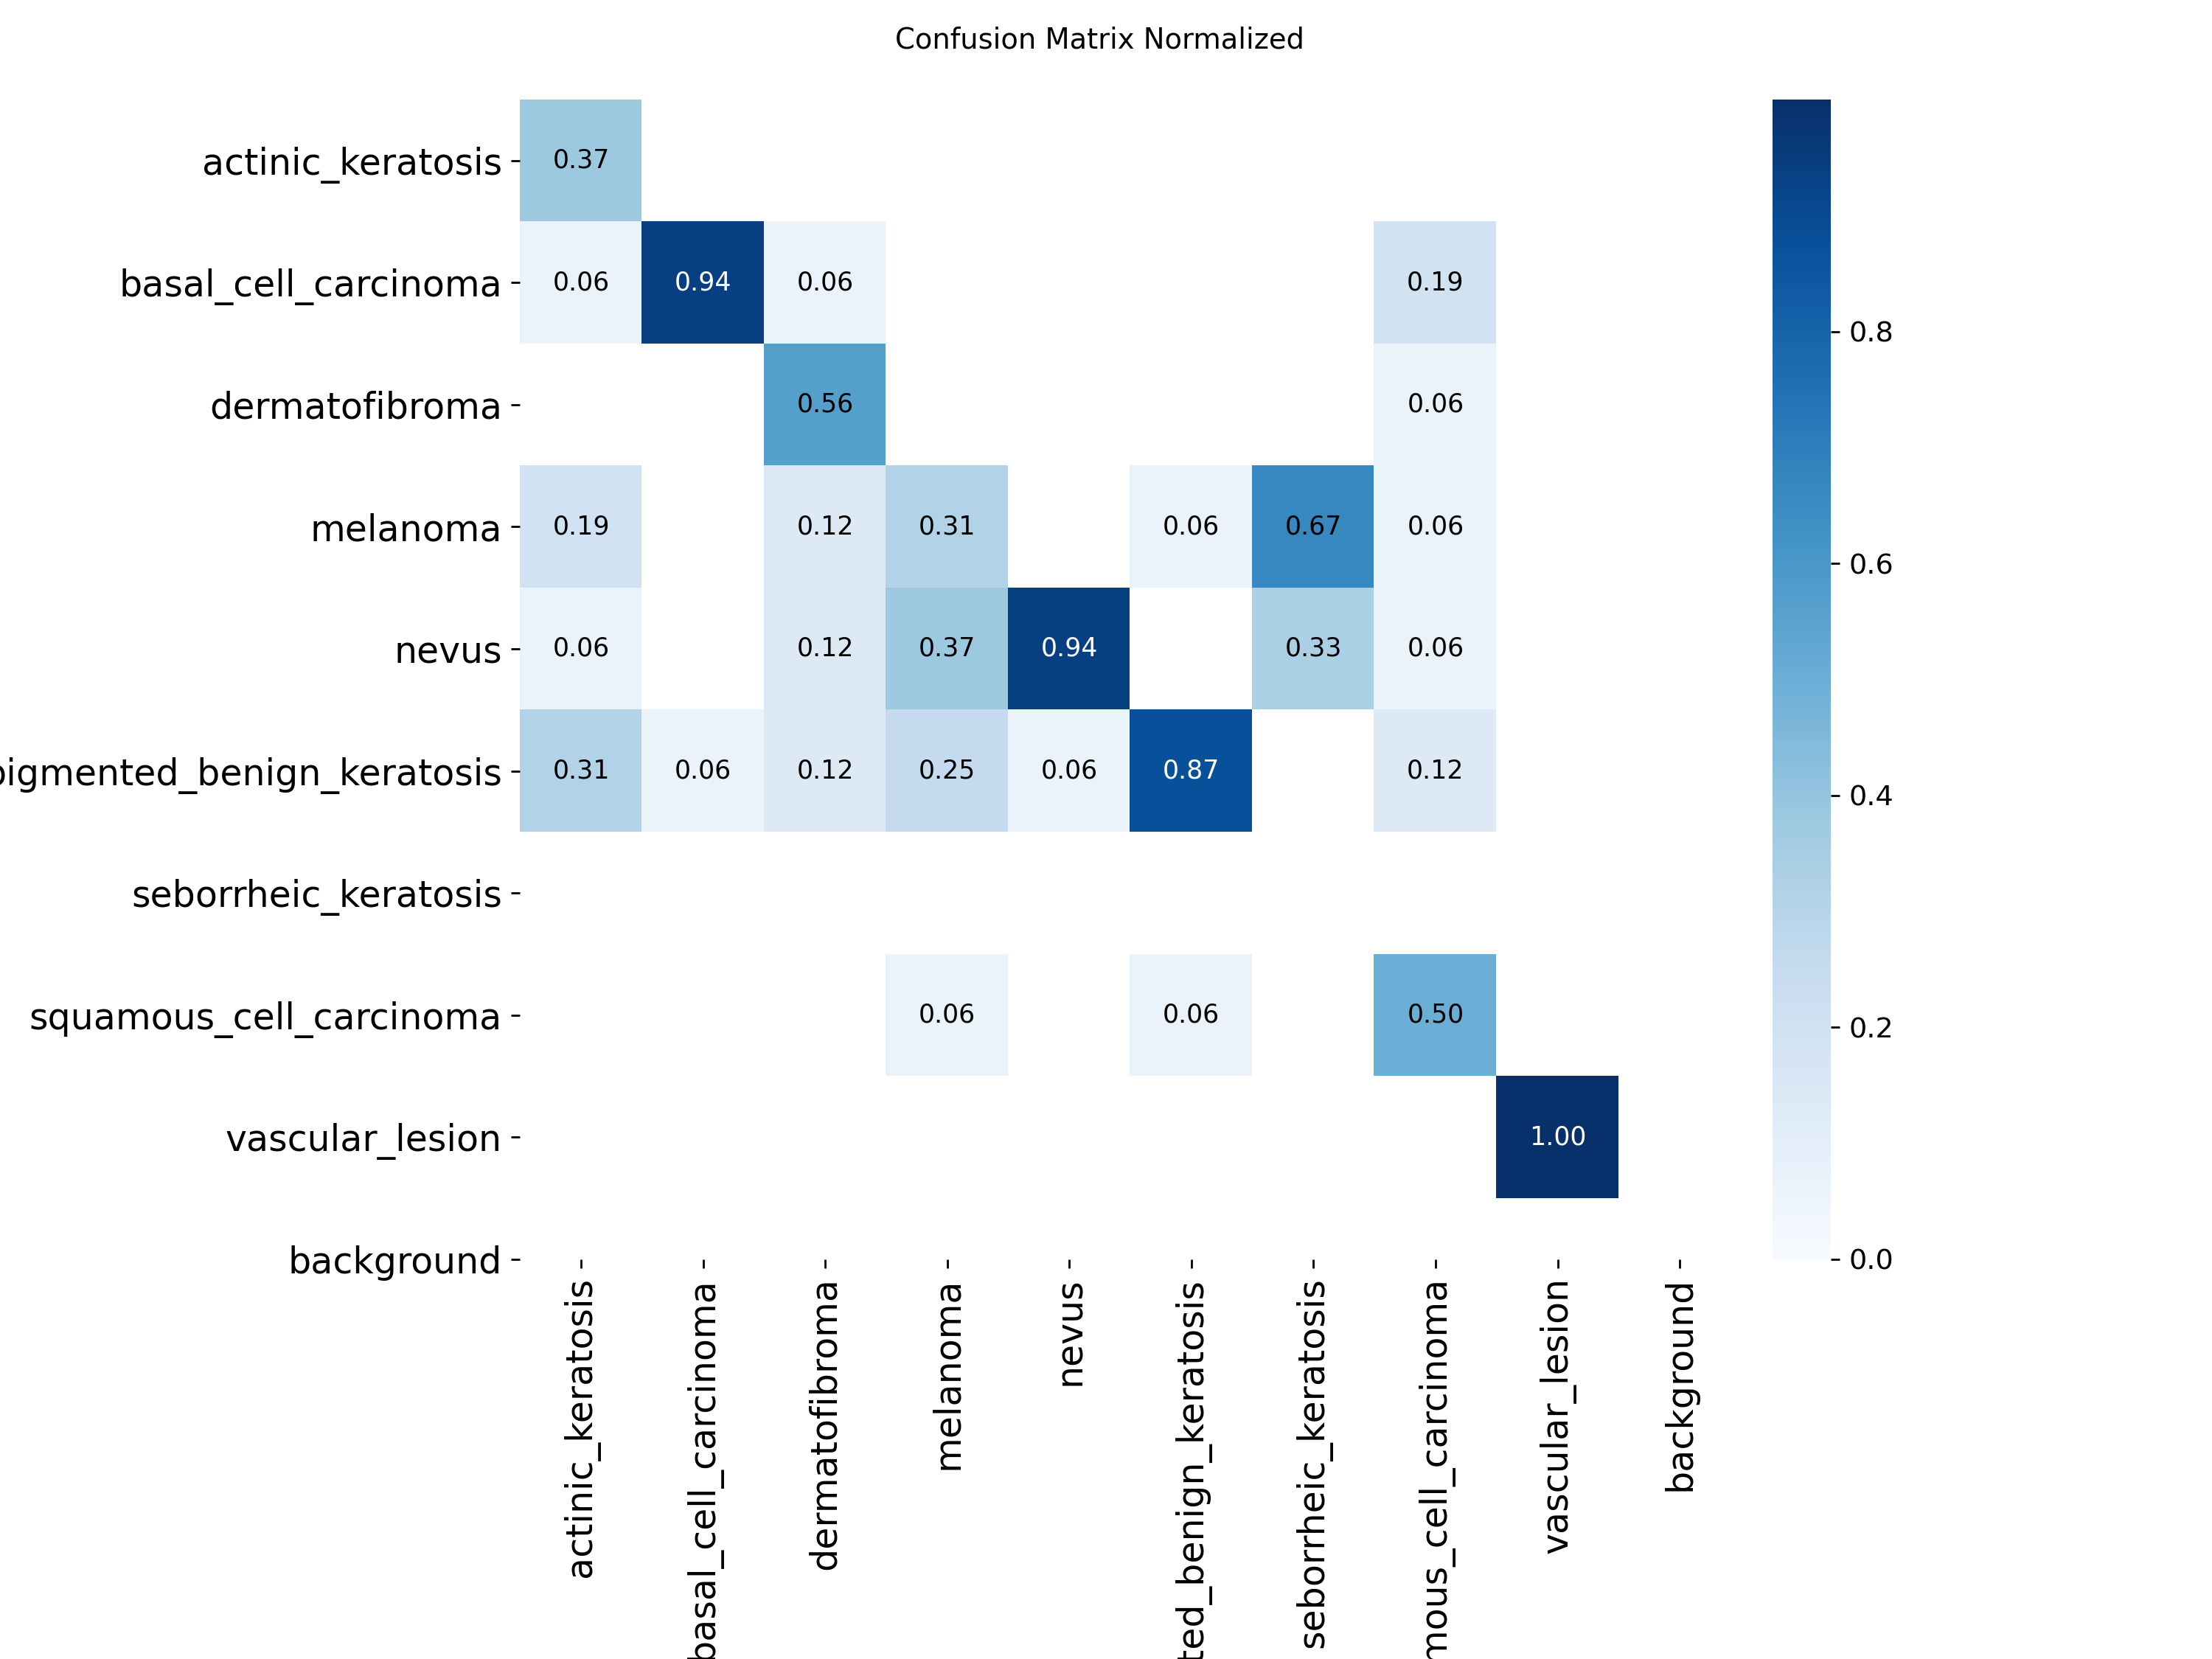 Confusion Matrix Normalized
actinic_keratosis
0.37
basal_cell_carcinoma
0.06 0.94 0.06 0.19
0.8
dermatofibroma
0.56 0.06
melanoma
0.19 0.12 0.31 0.06 0.67 0.06
0.6
nevus
0.06 0.12 0.37 0.94 0.33 0.06
pigmented_benign_keratosis
0.31 0.06 0.12 0.25 0.06 0.87 0.12
0.4
seborrheic_keratosis
squamous_cell_carcinoma
0.06 0.06 0.50
0.2
vascular_lesion
1.00
background
0.0
actinic_keratosis
basal_cell_carcinoma
dermatofibroma
melanoma
nevus
ted_benign_keratosis
seborrheic_keratosis
mous_cell_carcinoma
vascular_lesion
background